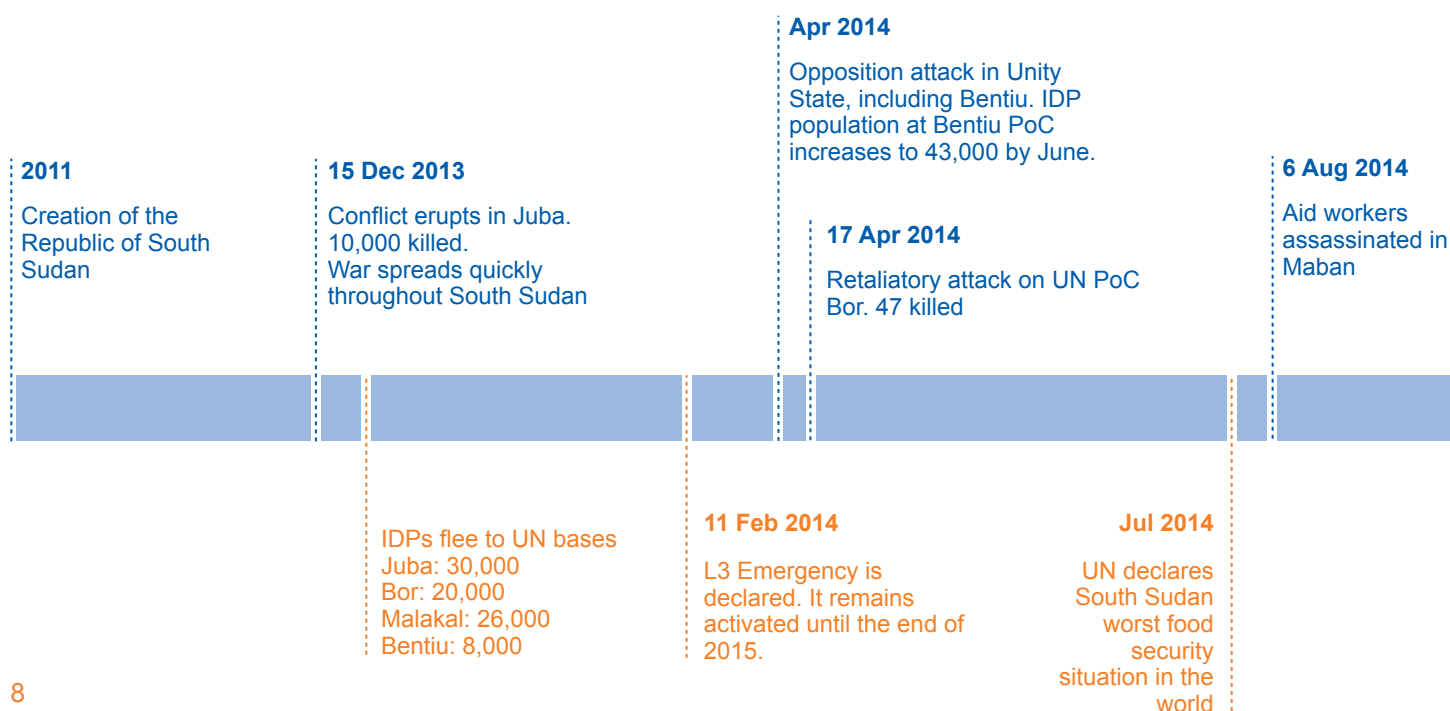 Apr 2014
Opposition attack in Unity
State, including Bentiu. IDP
population at Bentiu PoC
increases to 43,000 by June.
2011
Creation of the
Republic of South
Sudan
15 Dec 2013
Conflict erupts in Juba.
10,000 killed.
War spreads quickly
throughout South Sudan
17 Apr 2014
Retaliatory attack on UN PoC
Bor. 47 killed
6 Aug 2014
Aid workers
assassinated in
Maban
IDPs flee to UN bases
Juba: 30,000
Bor: 20,000
Malakal: 26,000
Bentiu: 8,000
11 Feb 2014
L3 Emergency is
declared. It remains
activated until the end of
2015.
Jul 2014
UN declares
South Sudan
worst food
security
situation in the
world
8